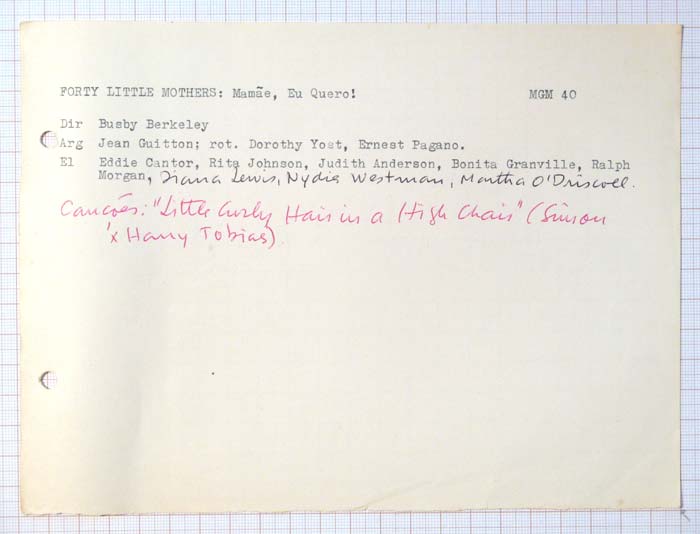 FORTY LITTLE MOTHERS: Mamãe, Eu Quero! MGM 40
Dir Busby Berkeley
Arg Jean Guitton; rot. Dorothy Yost, Ernest Pagano.
El Eddie Cantor, Rita Johnson, Judith Anderson, Bonita Granville, Ralph
Morgan, Diana Lewis, Nydia Westman, Martha O'Driscoll.
Canções: "Little Curly Hair in a High Chair" (Simon
x Harry Tobias)